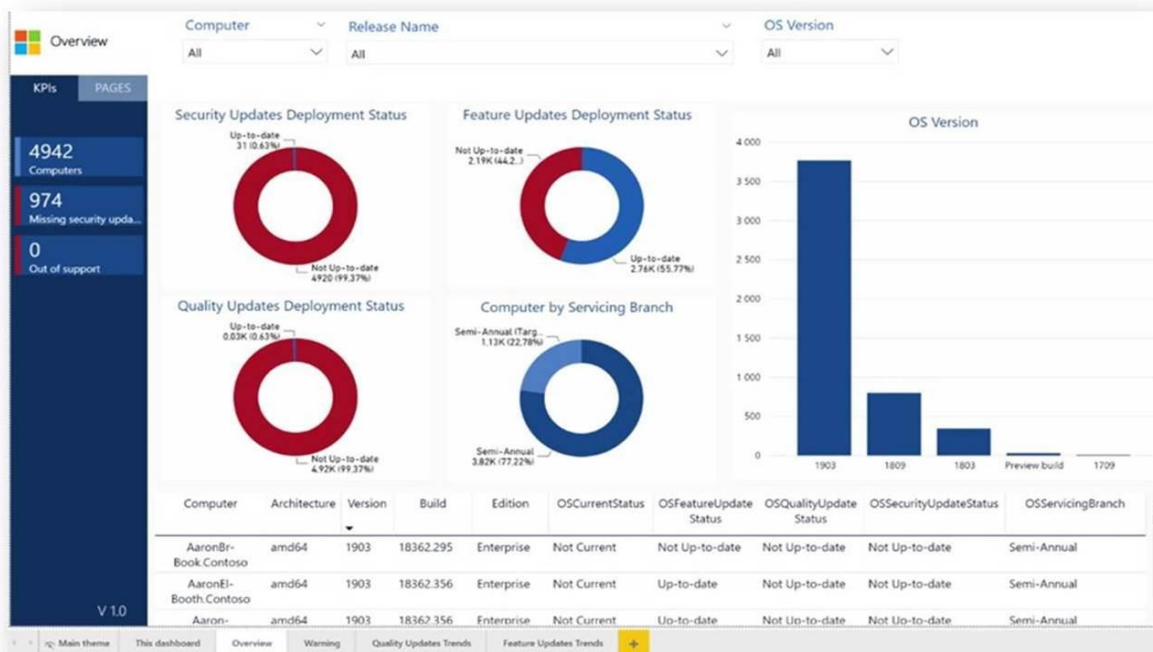 Overview
Computer
Release Name
OS Version
All
All
All
KPIs
PAGES
4942
Computers
974
Missing security upda...
0
Out of support
V 1.0
Security Updates Deployment Status
Up-to-date
31 (0.63%)
Not Up-to-date
4920 (99.37%)
Feature Updates Deployment Status
Not Up-to-date
2.19K (44.2...)
Up-to-date
2.76K (55.77%)
Quality Updates Deployment Status
Up-to-date
0.03K (0.63%)
Not Up-to-date
4.92K (99.37%)
Computer by Servicing Branch
Semi-Annual (Targ...
1.13K (22.78%)
Semi-Annual
3.82K (77.22%)
OS Version
4 000
3 500
3 000
2 500
2 000
1 500
1 000
500
0
1903 1809 1803 Preview build 1709
Computer Architecture Version Build Edition OSCurrentStatus OSFeatureUpdate OSQualityUpdate OSSecurityUpdateStatus OSServicingBranch
Status Status
AaronBr- amd64 1903 18362.295 Enterprise Not Current Not Up-to-date Not Up-to-date Not Up-to-date Semi-Annual
Book.Contoso
AaronEl- amd64 1903 18362.356 Enterprise Not Current Up-to-date Not Up-to-date Not Up-to-date Semi-Annual
Booth.Contoso
Aaron- amd64 1903 18362.356 Enterprise Not Current Up-to-date Not Up-to-date Not Up-to-date Semi-Annual
Main theme This dashboard Overview Warning Quality Updates Trends Feature Updates Trends +